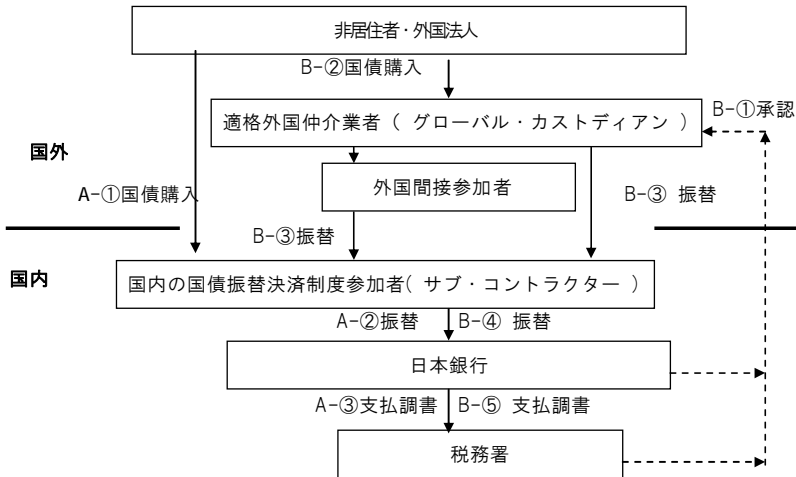 非居住者・外国法人
B-②国債購入
B-①承認
適格外国仲介業者（ グローバル・カストディアン ）
国外
外国間接参加者
A-①国債購入
B-③ 振替
B-③振替
国内
国内の国債振替決済制度参加者( サブ・コントラクター ）
A-②振替 B-④ 振替
日本銀行
A-③支払調書 B-⑤ 支払調書
税務署